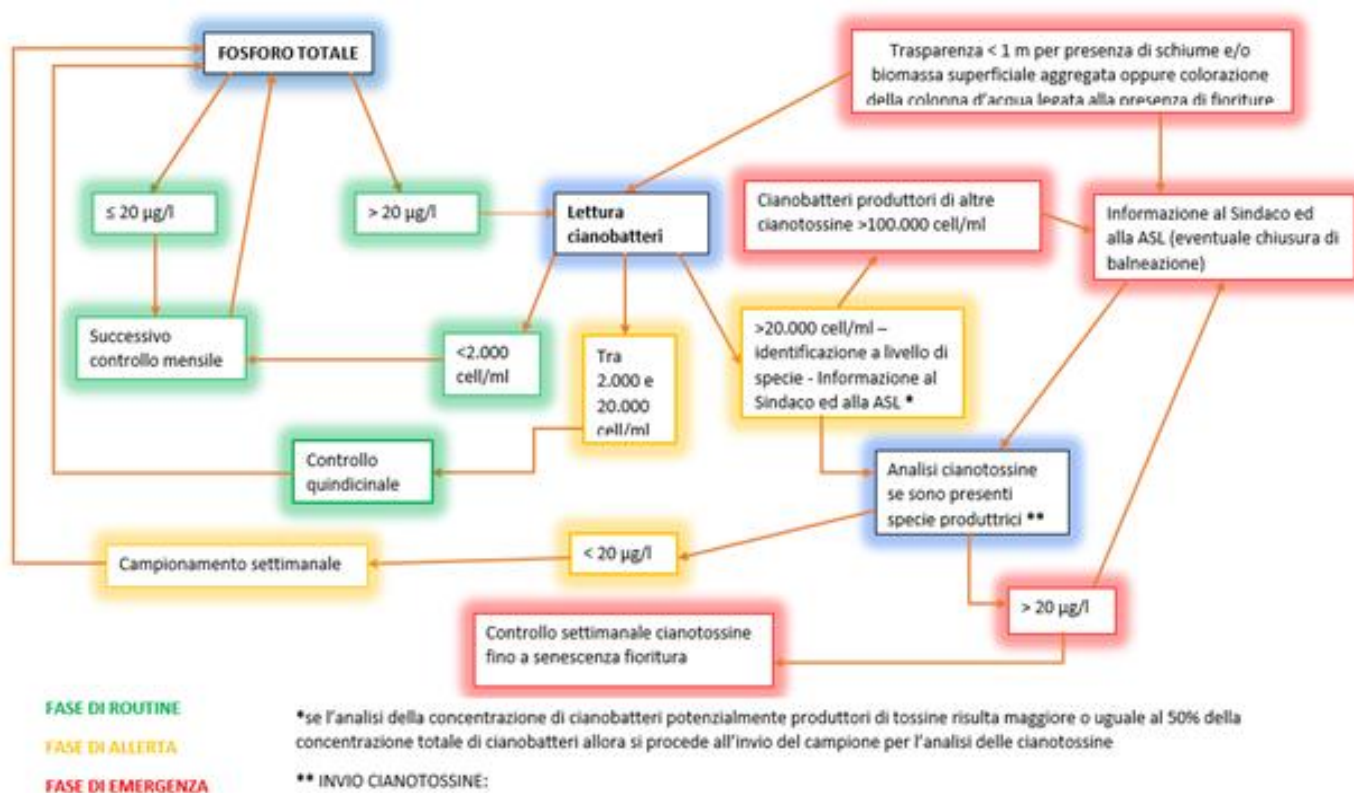 FOSFORO TOTALE
Trasparenza < 1 m per presenza di schiume e/o
biomassa superficiale aggregata oppure colorazione
della colonna d'acqua legata alla presenza di fioriture
≤ 20 µg/l
> 20 µg/l
Lettura
cianobatteri
Cianobatteri produttori di altre
cianotossine >100.000 cell/ml
Informazione al Sindaco ed
alla ASL (eventuale chiusura di
balneazione)
Successivo
controllo mensile
<2.000
cell/ml
Tra
2.000 e
20.000
cell/ml
>20.000 cell/ml –
identificazione a livello di
specie - Informazione al
Sindaco ed alla ASL *
Controllo
quindicinale
Analisi cianotossine
se sono presenti
specie produttrici **
Campionamento settimanale
< 20 µg/l
> 20 µg/l
Controllo settimanale cianotossine
fino a senescenza fioritura
FASE DI ROUTINE
FASE DI ALLERTA
FASE DI EMERGENZA
*se l'analisi della concentrazione di cianobatteri potenzialmente produttori di tossine risulta maggiore o uguale al 50% della
concentrazione totale di cianobatteri allora si procede all'invio del campione per l'analisi delle cianotossine
** INVIO CIANOTOSSINE: